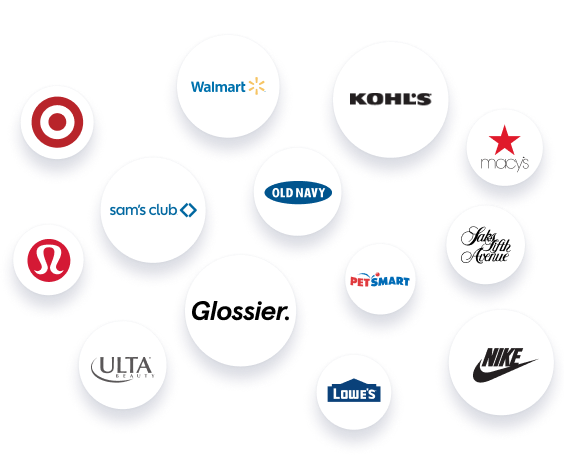 Walmart
KOHL'S
macy's
sam's club
OLD NAVY
Saks
Fifth
Avenue
PETSMART
Glossier.
ULTA
BEAUTY
LOWE'S
NIKE